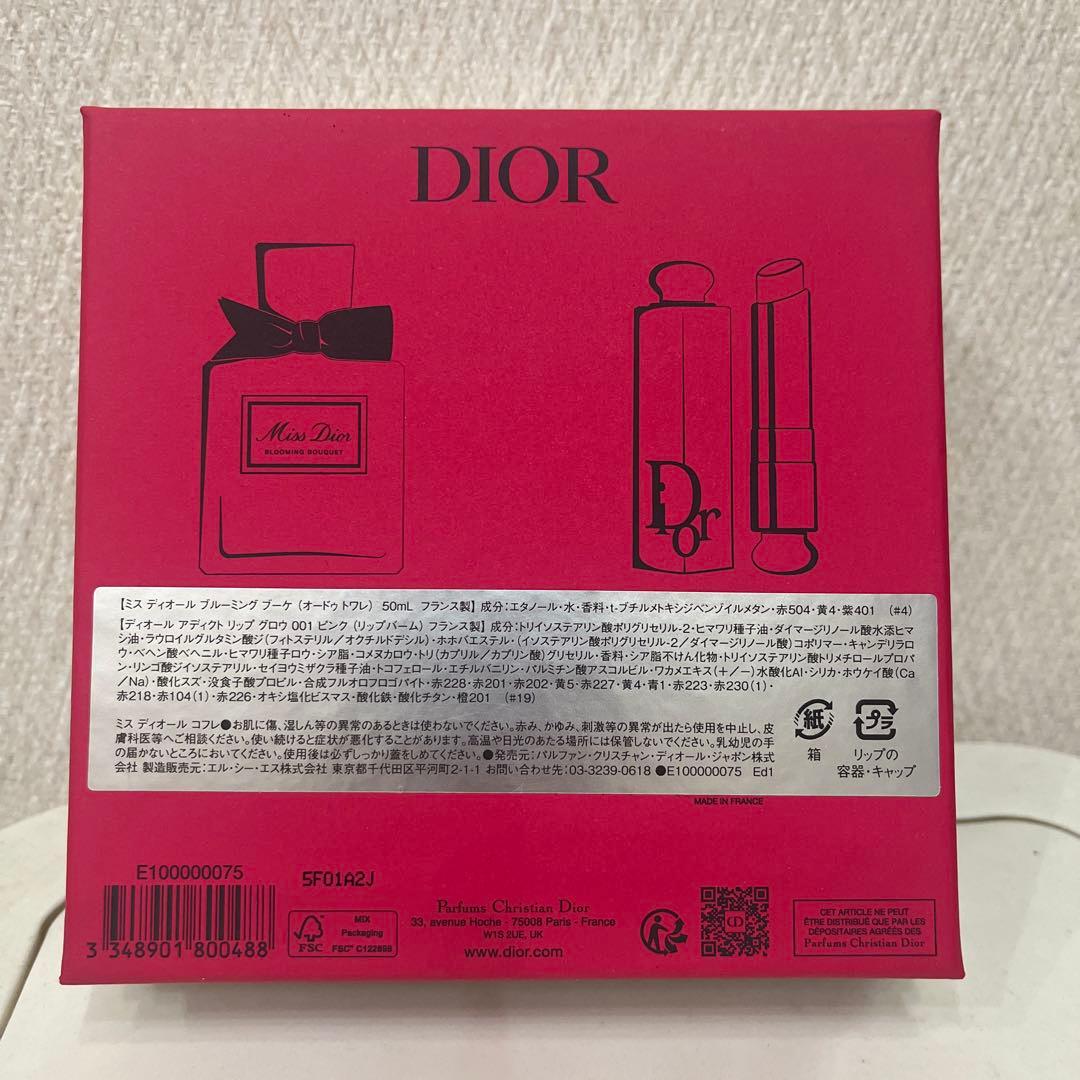 DIOR
Miss Dior
BLOOMING BOUQUET
Dior
【ミス ディオール ブルーミング ブーケ（オードゥ トワレ） 50mL フランス製】成分：エタノール・水・香料・t-ブチルメトキシジベンゾイルメタン・赤504・黄4・紫401 (#4)
【ディオール アディクト リップ グロウ 001 ピンク（リップバーム）フランス製】成分：トリイソステアリン酸ポリグリセリル-2・ヒマワリ種子油・ダイマージリノール酸水添ヒマ
シ油・ラウロイルグルタミン酸ジ（フィトステリル／オクチルドデシル）・ホホバエステル・（イソステアリン酸ポリグリセリル-2／ダイマージリノール酸）コポリマー・キャンデリラロ
ウ・ベヘン酸ベヘニル・ヒマワリ種子ロウ・シア脂・コメヌカロウ・トリ（カプリル／カプリン酸）グリセリル・香料・シア脂不けん化物・トリイソステアリン酸トリメチロールプロパ
ン・リンゴ酸ジイソステアリル・セイヨウミザクラ種子油・トコフェロール・エチルバニリン・パルミチン酸アスコルビル・ワカメエキス（＋／－）水酸化Al・シリカ・ホウケイ酸（Ca
／Na）・酸化スズ・没食子酸プロピル・合成フルオロフロゴパイト・赤228・赤201・赤202・黄5・赤227・黄4・青1・赤223・赤230(1)・
赤218・赤104(1)・赤226・オキシ塩化ビスマス・酸化鉄・酸化チタン・橙201 (#19)
ミス ディオール コフレ●お肌に傷、湿しん等の異常のあるときは使わないでください。赤み、かゆみ、刺激等の異常が出たら使用を中止し、皮
膚科医等へご相談ください。使い続けると症状が悪化することがあります。高温や日光のあたる場所には保管しないでください。乳幼児の手
の届かないところにおいてください。使用後は必ずしっかり蓋をしめてください。●発売元：パルファン・クリスチャン・ディオール・ジャポン株式
会社 製造販売元：エル・シー・エス株式会社 東京都千代田区平河町2-1-1 お問い合わせ先：03-3239-0618 ●E100000075 Ed1
紙
箱
プラ
リップの
容器・キャップ
MADE IN FRANCE
E100000075
5F01A2J
3 348901 800488
FSC
MIX
Packaging
FSC® C122898
Parfums Christian Dior
33, avenue Hoche - 75008 Paris - France
W1S 2UE, UK
www.dior.com
CD
CET ARTICLE NE PEUT
ÊTRE DISTRIBUÉ QUE PAR LES
DÉPOSITAIRES AGRÉÉS DES
Parfums Christian Dior